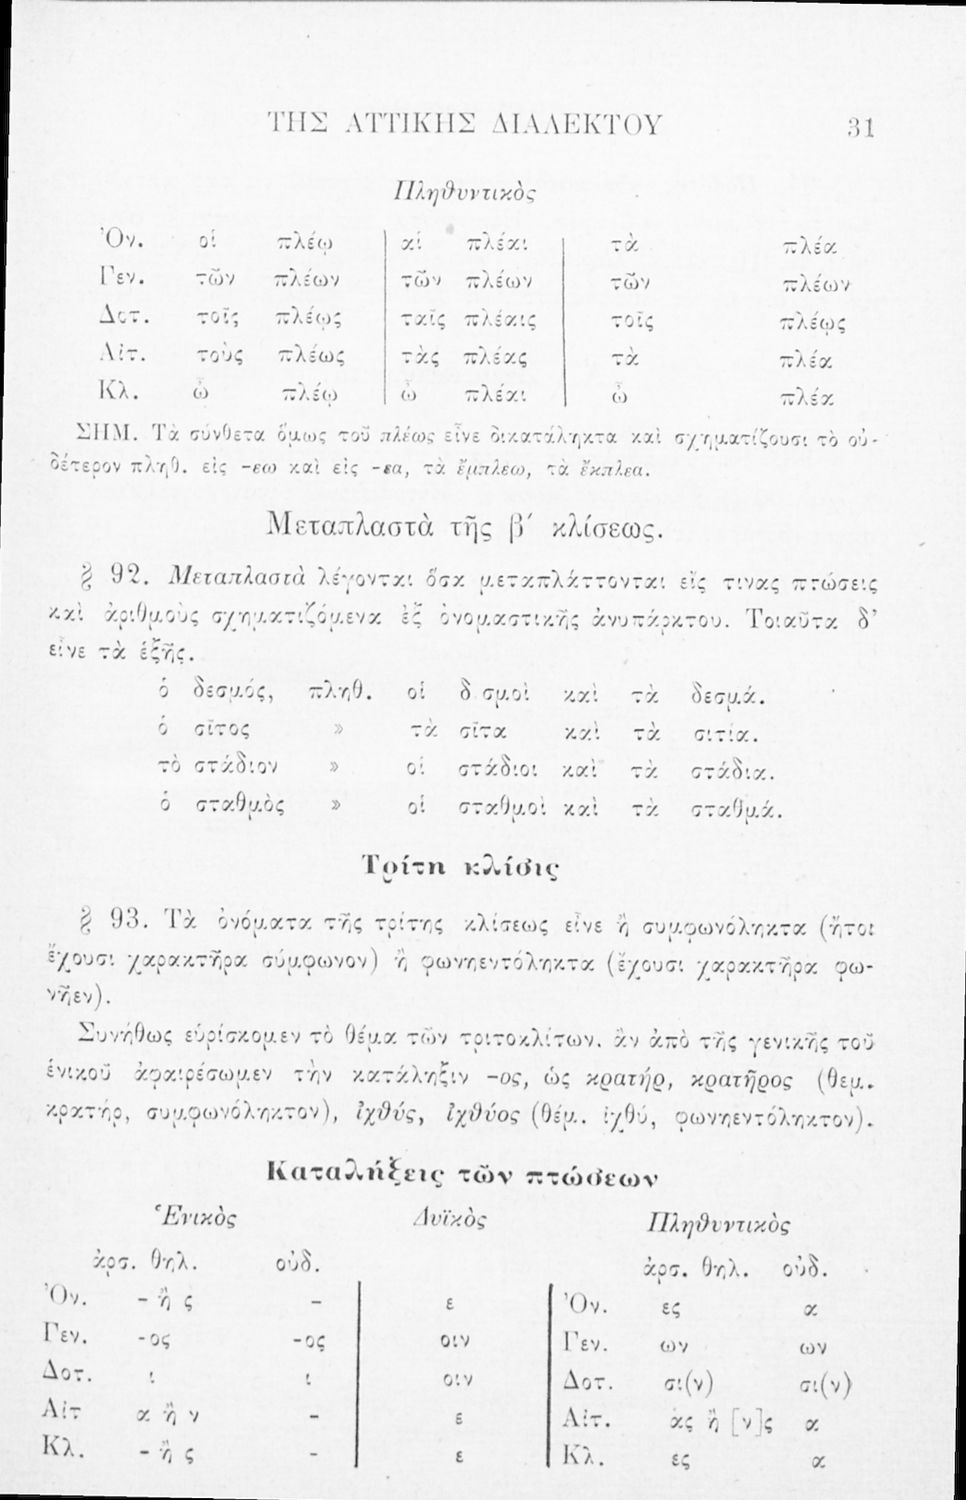 ΤΗΣ ΑΤΤΙΚΗΣ ΔΙΑΛΕΚΤΟΥ 31
Πληθυντικὸς
Ὀν. οἱ πλέῳ αἱ πλέαι τὰ πλέα
Γεν. τῶν πλέων τῶν πλέων τῶν πλέων
Δοτ. τοῖς πλέῳς ταῖς πλέαις τοῖς πλέῳς
Αἰτ. τοὺς πλέως τὰς πλέας τὰ πλέα
Κλ. ὦ πλέῳ ὦ πλέαι ὦ πλέα
ΣΗΜ. Τὰ σύνθετα ὅμως τοῦ πλέως εἶνε δικατάληκτα καὶ σχηματίζουσι τὸ οὐ-
δέτερον πληθ. εἰς -εω καὶ εἰς -εα, τὰ ἔμπλεω, τὰ ἔκπλεα.
Μεταπλαστὰ τῆς β΄ κλίσεως.
§ 92. Μεταπλαστὰ λέγονται ὅσα μεταπλάττονται εἴς τινας πτώσεις
καὶ ἀριθμοὺς σχηματιζόμενα ἐξ ὀνομαστικῆς ἀνυπάρκτου. Τοιαῦτα δ᾽
εἶνε τὰ ἑξῆς.
ὁ δεσμός, πληθ. οἱ δ σμοὶ καὶ τὰ δεσμά.
ὁ σῖτος » τὰ σῖτα καὶ τὰ σιτία.
τὸ στάδιον » οἱ στάδιοι καὶ τὰ στάδια.
ὁ σταθμὸς » οἱ σταθμοὶ καὶ τὰ σταθμά.
Τρίτη κλίσις
§ 93. Τὰ ὀνόματα τῆς τρίτης κλίσεως εἶνε ἢ συμφωνόληκτα (ἤτοι
ἔχουσι χαρακτῆρα σύμφωνον) ἢ φωνηεντόληκτα (ἔχουσι χαρακτῆρα φω-
νῆεν).
Συνήθως εὑρίσκομεν τὸ θέμα τῶν τριτοκλίτων, ἂν ἀπὸ τῆς γενικῆς τοῦ
ἑνικοῦ ἀφαιρέσωμεν τὴν κατάληξιν -ος, ὡς κρατήρ, κρατῆρος (θεμ.
κρατήρ, συμφωνόληκτον), ἰχθύς, ἰχθύος (θέμ. ἰχθύ, φωνηεντόληκτον).
Καταλήξεις τῶν πτώσεων
Ἑνικὸς Δυϊκὸς Πληθυντικὸς
ἀρσ. θηλ. οὐδ. ἀρσ. θηλ. οὐδ.
Ὀν. - ἢ ς - ε Ὀν. ες α
Γεν. -ος -ος οιν Γεν. ων ων
Δοτ. ι ι οιν Δοτ. σι(ν) σι(ν)
Αἰτ α ἢ ν - ε Αἰτ. ας ἢ [ν]ς α
Κλ. - ἢ ς - ε Κλ. ες α